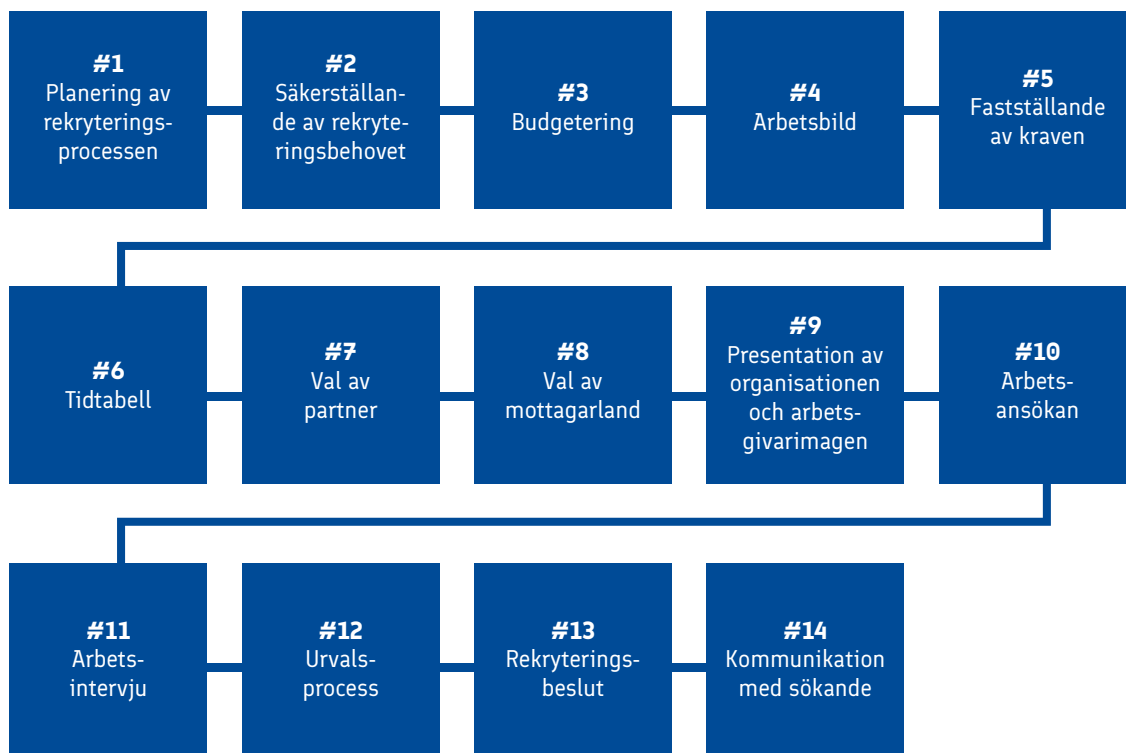 #1
Planering av
rekryterings-
processen
#2
Säkerställan-
de av rekryte-
ringsbehovet
#3
Budgetering
#4
Arbetsbild
#5
Fastställande
av kraven
#6
Tidtabell
#7
Val av
partner
#8
Val av
mottagarland
#9
Presentation av
organisationen
och arbets-
givarimagen
#10
Arbets-
ansökan
#11
Arbets-
intervju
#12
Urvals-
process
#13
Rekryterings-
beslut
#14
Kommunikation
med sökande